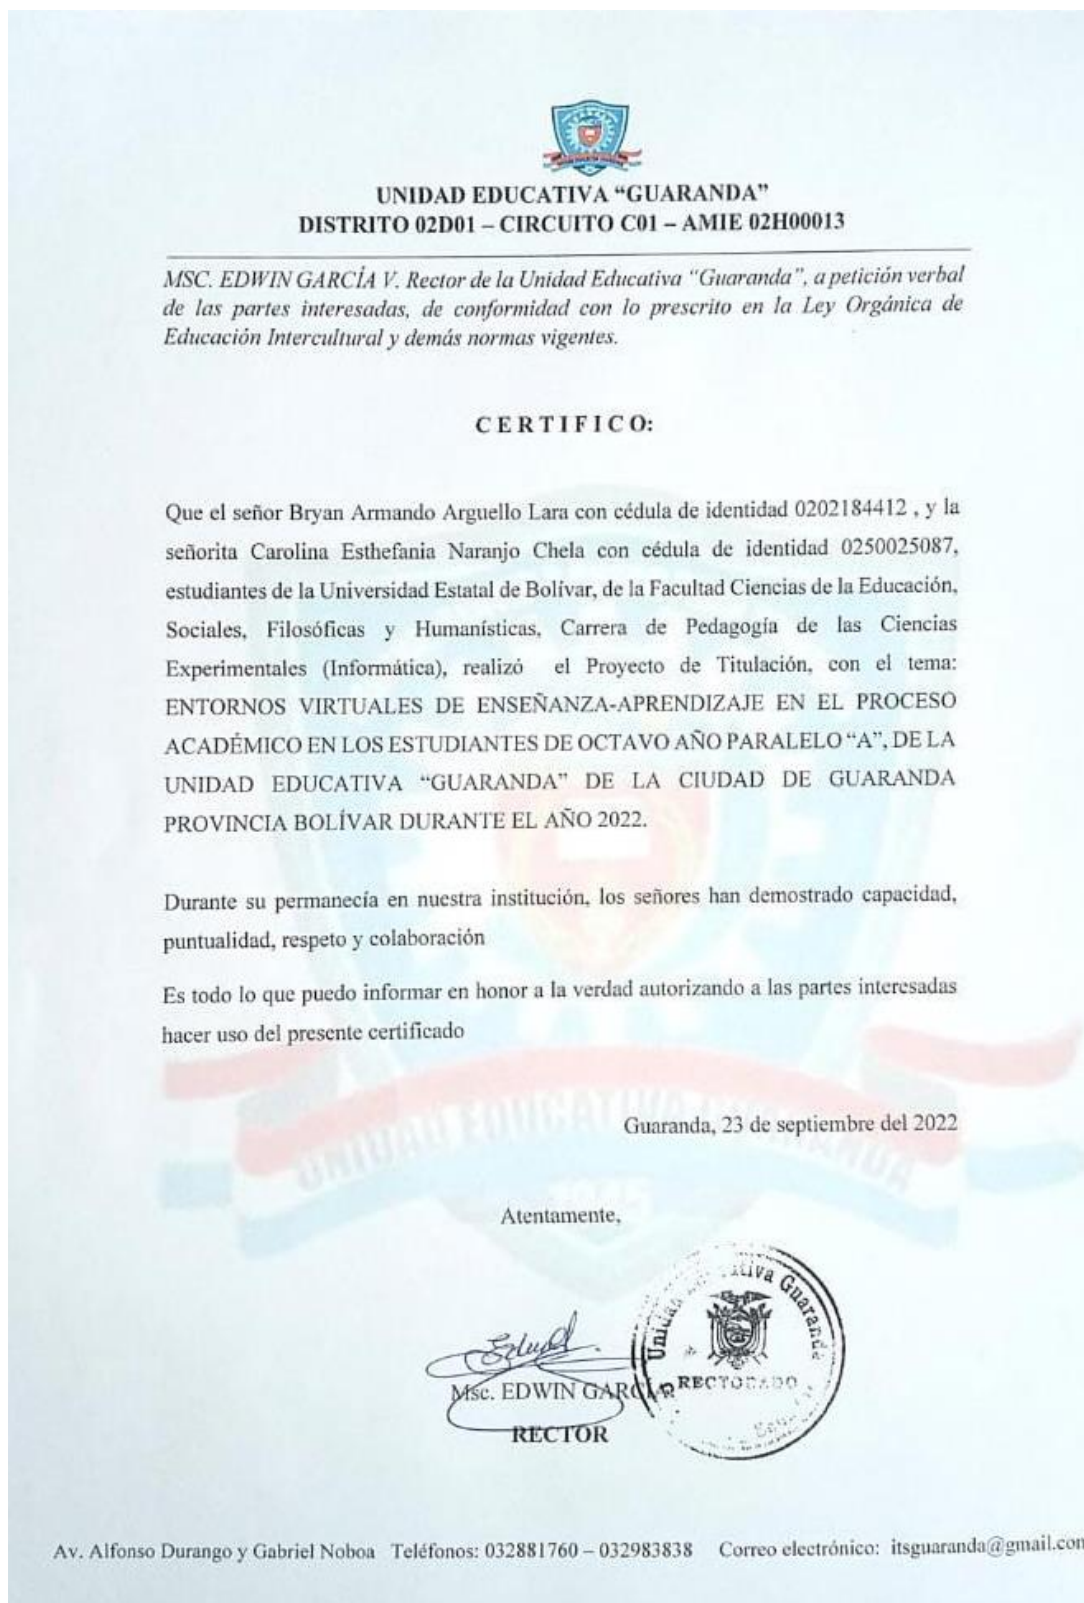 UNIDAD EDUCATIVA “GUARANDA”
DISTRITO 02D01 – CIRCUITO C01 – AMIE 02H00013
MSC. EDWIN GARCÍA V. Rector de la Unidad Educativa “Guaranda”, a petición verbal
de las partes interesadas, de conformidad con lo prescrito en la Ley Orgánica de
Educación Intercultural y demás normas vigentes.
C E R T I F I C O:
Que el señor Bryan Armando Arguello Lara con cédula de identidad 0202184412 , y la
señorita Carolina Esthefania Naranjo Chela con cédula de identidad 0250025087,
estudiantes de la Universidad Estatal de Bolívar, de la Facultad Ciencias de la Educación,
Sociales, Filosóficas y Humanísticas, Carrera de Pedagogía de las Ciencias
Experimentales (Informática), realizó el Proyecto de Titulación, con el tema:
ENTORNOS VIRTUALES DE ENSEÑANZA-APRENDIZAJE EN EL PROCESO
ACADÉMICO EN LOS ESTUDIANTES DE OCTAVO AÑO PARALELO “A”, DE LA
UNIDAD EDUCATIVA “GUARANDA” DE LA CIUDAD DE GUARANDA
PROVINCIA BOLÍVAR DURANTE EL AÑO 2022.
Durante su permanecía en nuestra institución, los señores han demostrado capacidad,
puntualidad, respeto y colaboración
Es todo lo que puedo informar en honor a la verdad autorizando a las partes interesadas
hacer uso del presente certificado
UNIDAD EDUCATIVA GUARANDA
Guaranda, 23 de septiembre del 2022
Atentamente,
Unidad Educativa Guaranda
RECTORADO
Msc. EDWIN GARCÍA
RECTOR
Av. Alfonso Durango y Gabriel Noboa Teléfonos: 032881760 – 032983838 Correo electrónico: itsguaranda@gmail.com